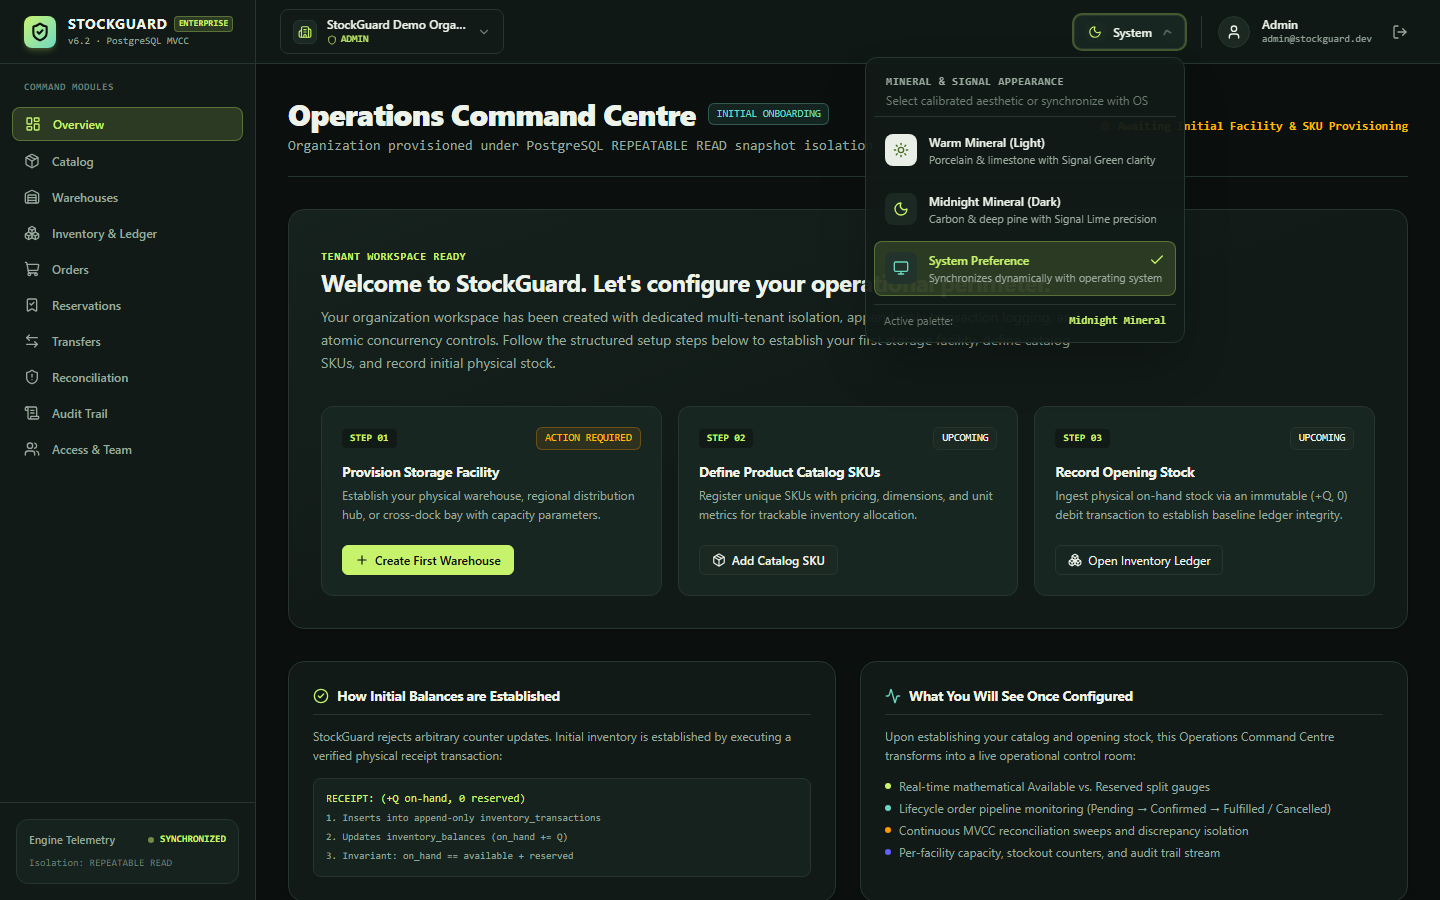 STOCKGUARD ENTERPRISE
v6.2 · PostgreSQL MVCC
StockGuard Demo Orga...
ADMIN
System
Admin
admin@stockguard.dev
COMMAND MODULES
Overview
Catalog
Warehouses
Inventory & Ledger
Orders
Reservations
Transfers
Reconciliation
Audit Trail
Access & Team
Engine Telemetry SYNCHRONIZED
Isolation: REPEATABLE READ
MINERAL & SIGNAL APPEARANCE
Select calibrated aesthetic or synchronize with OS
Warm Mineral (Light)
Porcelain & limestone with Signal Green clarity
Midnight Mineral (Dark)
Carbon & deep pine with Signal Lime precision
System Preference
Synchronizes dynamically with operating system
Active palette: Midnight Mineral
Operations Command Centre INITIAL ONBOARDING
Organization provisioned under PostgreSQL REPEATABLE READ snapshot isolation
Awaiting Initial Facility & SKU Provisioning
TENANT WORKSPACE READY
Welcome to StockGuard. Let's configure your operational perimeter.
Your organization workspace has been created with dedicated multi-tenant isolation,
atomic concurrency controls. Follow the structured setup steps below to establish your first storage facility, define catalog
SKUs, and record initial physical stock.
STEP 01 ACTION REQUIRED
Provision Storage Facility
Establish your physical warehouse, regional distribution
hub, or cross-dock bay with capacity parameters.
Create First Warehouse
STEP 02 UPCOMING
Define Product Catalog SKUs
Register unique SKUs with pricing, dimensions, and unit
metrics for trackable inventory allocation.
Add Catalog SKU
STEP 03 UPCOMING
Record Opening Stock
Ingest physical on-hand stock via an immutable (+Q, 0)
debit transaction to establish baseline ledger integrity.
Open Inventory Ledger
How Initial Balances are Established
StockGuard rejects arbitrary counter updates. Initial inventory is established by executing a
verified physical receipt transaction:
RECEIPT: (+Q on-hand, 0 reserved)
1. Inserts into append-only inventory_transactions
2. Updates inventory_balances (on_hand += Q)
3. Invariant: on_hand == available + reserved
What You Will See Once Configured
Upon establishing your catalog and opening stock, this Operations Command Centre
transforms into a live operational control room:
Real-time mathematical Available vs. Reserved split gauges
Lifecycle order pipeline monitoring (Pending → Confirmed → Fulfilled / Cancelled)
Continuous MVCC reconciliation sweeps and discrepancy isolation
Per-facility capacity, stockout counters, and audit trail stream